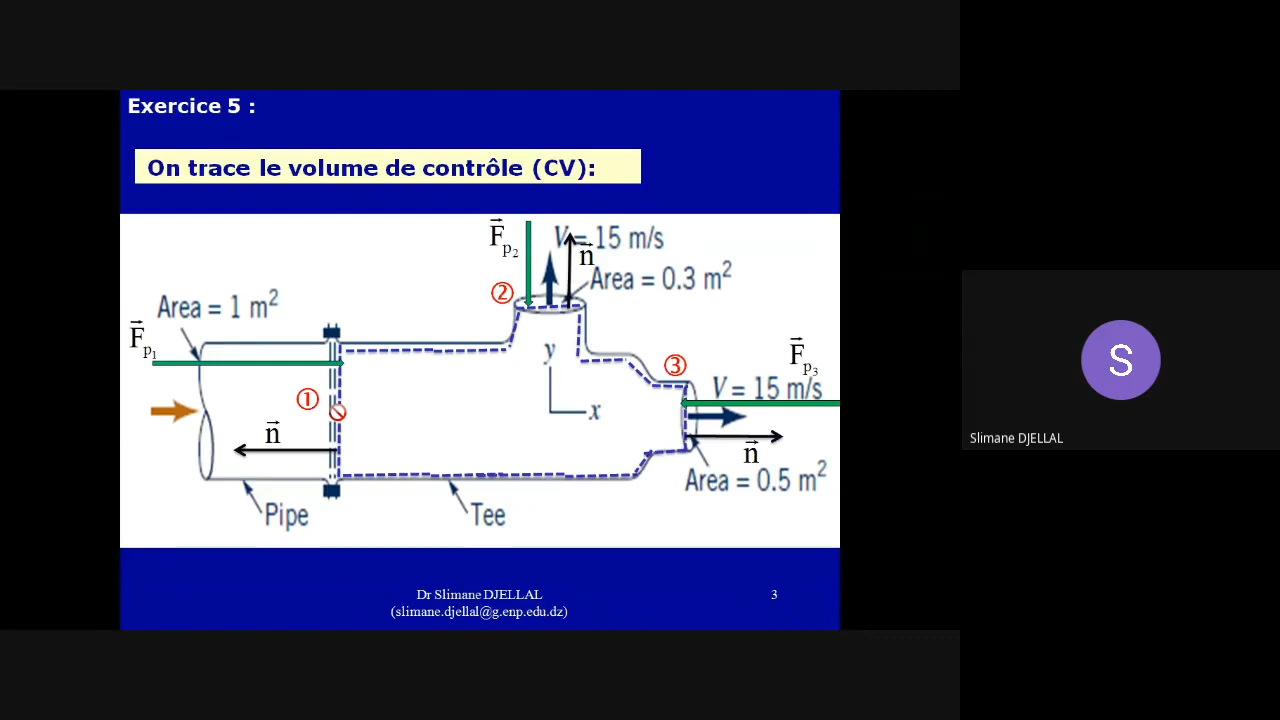 Exercice 5 :
On trace le volume de contrôle (CV):
F⃗p₂
V = 15 m/s
n⃗
Area = 0.3 m²
②
Area = 1 m²
F⃗p₁
y
③
F⃗p₃
V = 15 m/s
①
x
n⃗
n⃗
Area = 0.5 m²
Pipe
Tee
Dr Slimane DJELLAL
(slimane.djellal@g.enp.edu.dz)
3
S
Slimane DJELLAL